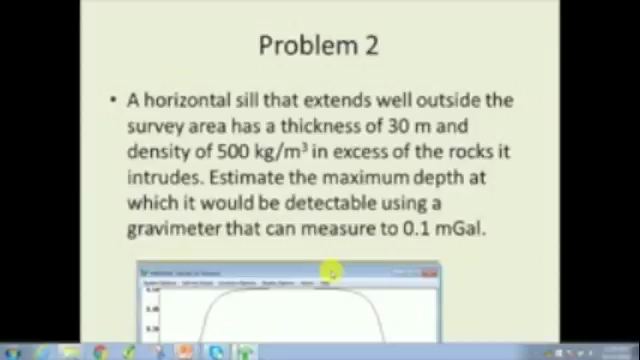 Problem 2
• A horizontal sill that extends well outside the
survey area has a thickness of 30 m and
density of 500 kg/m³ in excess of the rocks it
intrudes. Estimate the maximum depth at
which it would be detectable using a
gravimeter that can measure to 0.1 mGal.